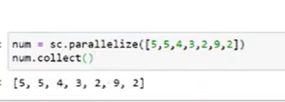 num = sc.parallelize([5,5,4,3,2,9,2])
num.collect()
[5, 5, 4, 3, 2, 9, 2]